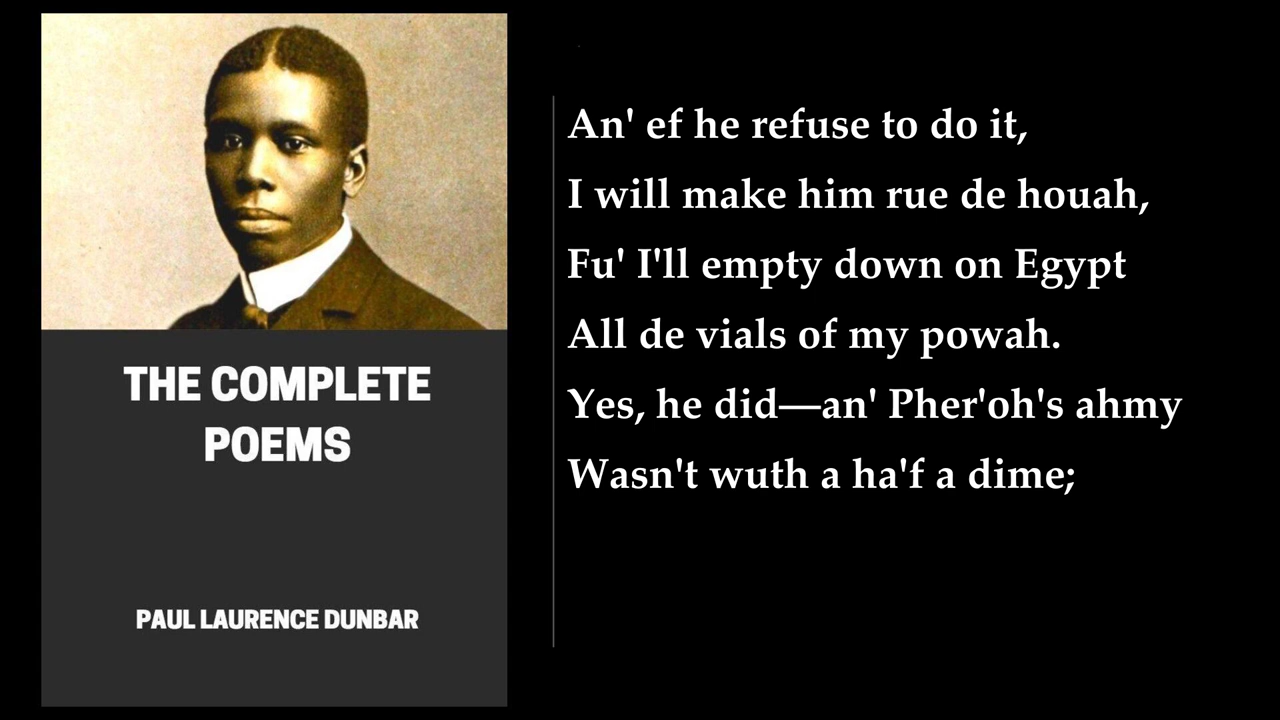 THE COMPLETE
POEMS
PAUL LAURENCE DUNBAR
An' ef he refuse to do it,
I will make him rue de houah,
Fu' I'll empty down on Egypt
All de vials of my powah.
Yes, he did—an' Pher'oh's ahmy
Wasn't wuth a ha'f a dime;